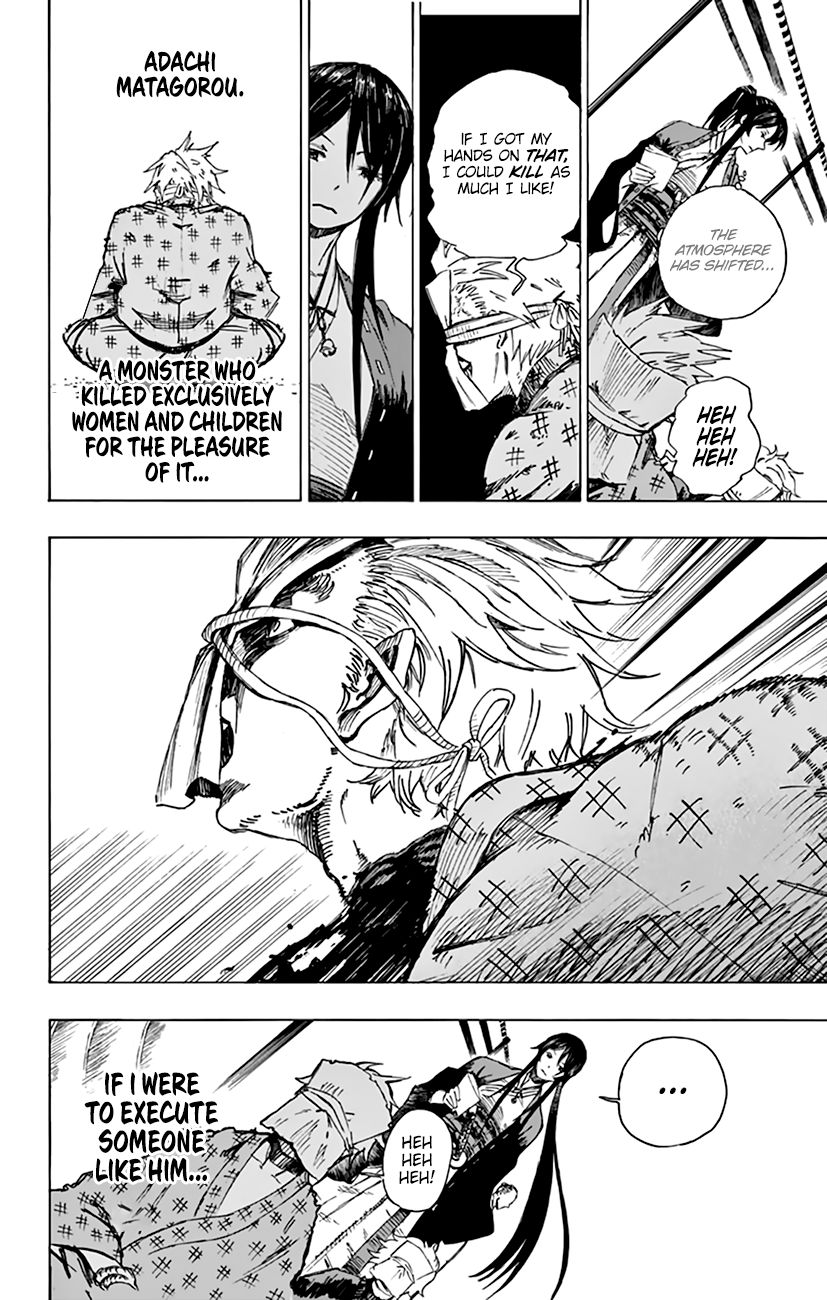 THE
ATMOSPHERE
HAS SHIFTED...
HEH
HEH
HEH!
IF I GOT MY
HANDS ON THAT,
I COULD KILL AS
MUCH I LIKE!
ADACHI
MATAGOROU.
A MONSTER WHO
KILLED EXCLUSIVELY
WOMEN AND CHILDREN
FOR THE PLEASURE
OF IT...
...
HEH
HEH
HEH!
IF I WERE
TO EXECUTE
SOMEONE
LIKE HIM...